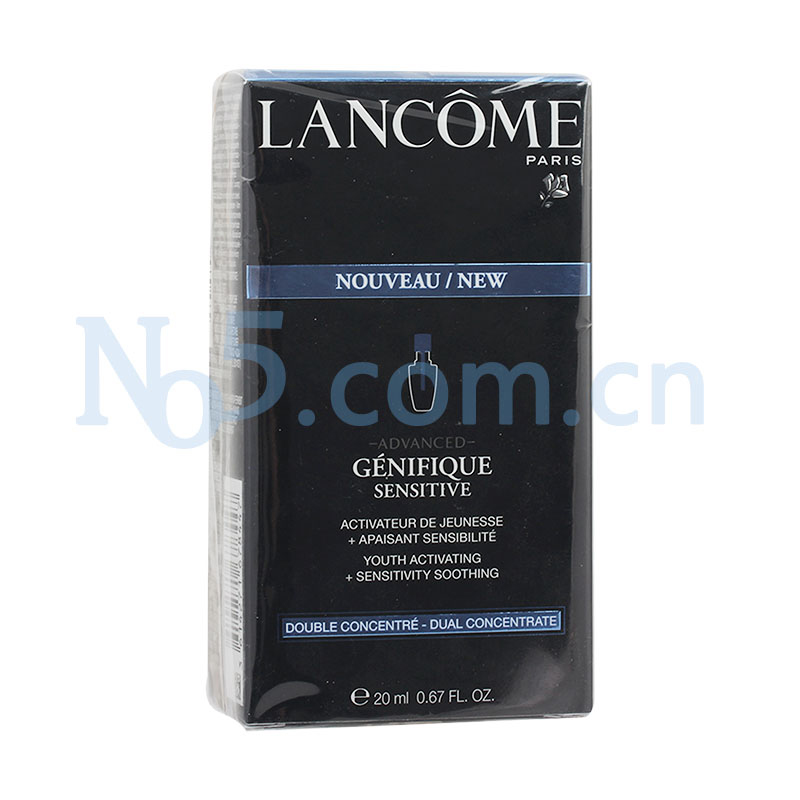 LANCÔME
PARIS
NOUVEAU / NEW
No5.com.cn
–ADVANCED–
GÉNIFIQUE
SENSITIVE
ACTIVATEUR DE JEUNESSE
+ APAISANT SENSIBILITÉ
YOUTH ACTIVATING
+ SENSITIVITY SOOTHING
DOUBLE CONCENTRÉ - DUAL CONCENTRATE
℮ 20 ml 0.67 FL. OZ.